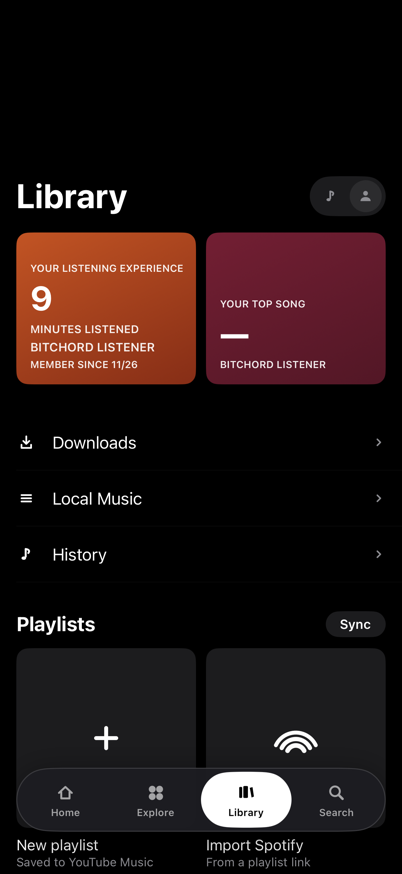 Library
YOUR LISTENING EXPERIENCE
9
MINUTES LISTENED
BITCHORD LISTENER
MEMBER SINCE 11/26
YOUR TOP SONG
—
BITCHORD LISTENER
Downloads
Local Music
History
Playlists
Sync
Home
Explore
Library
Search
New playlist
Saved to YouTube Music
Import Spotify
From a playlist link